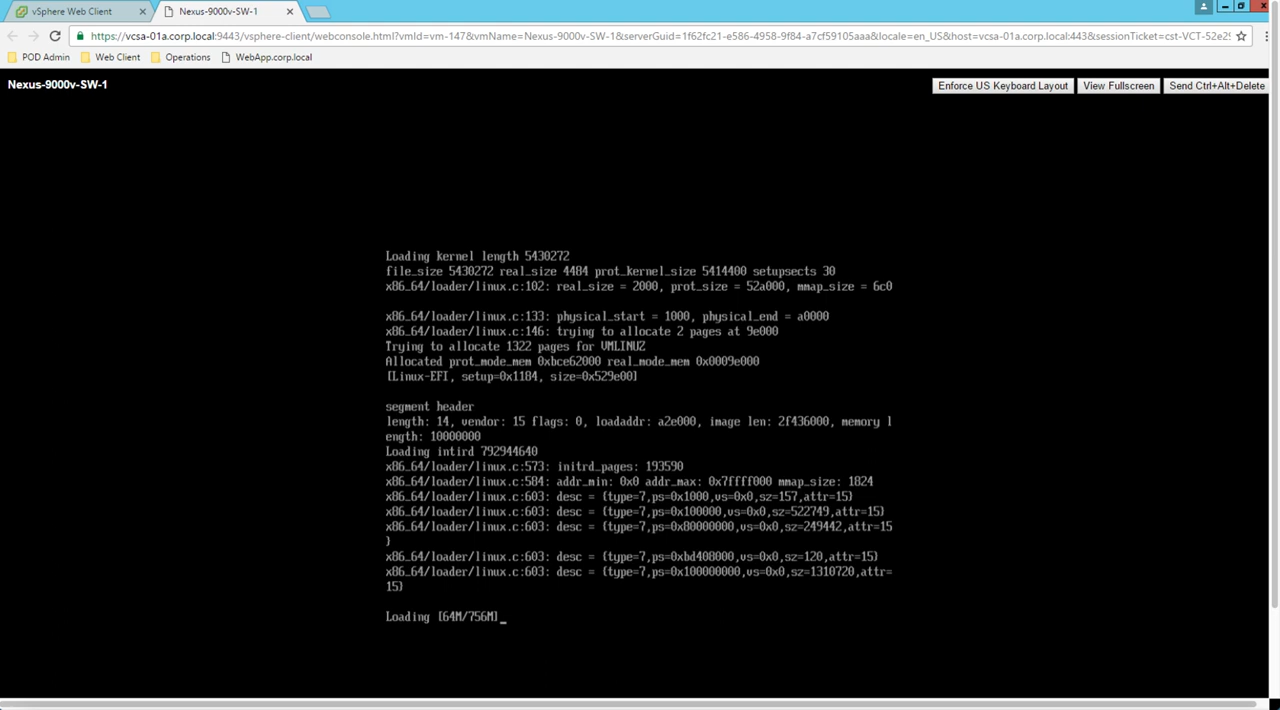 vSphere Web Client
Nexus-9000v-SW-1
https://vcsa-01a.corp.local:9443/vsphere-client/webconsole.html?vmId=vm-147&vmName=Nexus-9000v-SW-1&serverGuid=1f62fc21-e586-4958-9f84-a7cf59105aaa&locale=en_US&host=vcsa-01a.corp.local:443&sessionTicket=cst-VCT-52e29
POD Admin
Web Client
Operations
WebApp.corp.local
Nexus-9000v-SW-1
Enforce US Keyboard Layout
View Fullscreen
Send Ctrl+Alt+Delete
Loading kernel length 5430272
file_size 5430272 real_size 4484 prot_kernel_size 5414400 setupsects 30
x86_64/loader/linux.c:102: real_size = 2000, prot_size = 52a000, mmap_size = 6c0
x86_64/loader/linux.c:133: physical_start = 1000, physical_end = a0000
x86_64/loader/linux.c:146: trying to allocate 2 pages at 9e000
Trying to allocate 1322 pages for VMLINUZ
Allocated prot_mode_mem 0xbce62000 real_mode_mem 0x0009e000
[Linux-EFI, setup=0x1184, size=0x529e00]
segment header
length: 14, vendor: 15 flags: 0, loadaddr: a2e000, image len: 2f436000, memory l
ength: 10000000
Loading intird 792944640
x86_64/loader/linux.c:573: initrd_pages: 193590
x86_64/loader/linux.c:584: addr_min: 0x0 addr_max: 0x7ffff000 mmap_size: 1824
x86_64/loader/linux.c:603: desc = {type=7,ps=0x1000,vs=0x0,sz=157,attr=15}
x86_64/loader/linux.c:603: desc = {type=7,ps=0x100000,vs=0x0,sz=522749,attr=15}
x86_64/loader/linux.c:603: desc = {type=7,ps=0x80000000,vs=0x0,sz=249442,attr=15
}
x86_64/loader/linux.c:603: desc = {type=7,ps=0xbd408000,vs=0x0,sz=120,attr=15}
x86_64/loader/linux.c:603: desc = {type=7,ps=0x100000000,vs=0x0,sz=1310720,attr=
15}
Loading [64M/756M]_